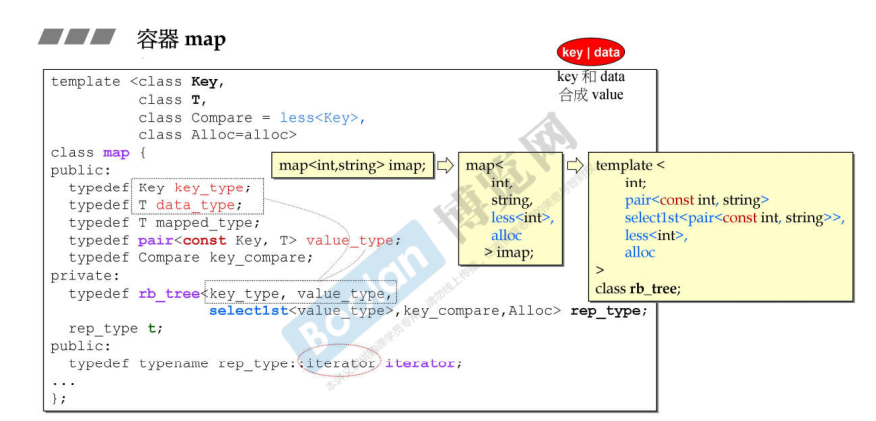 容器 map
key | data
key 和 data
合成 value
template <class Key,
class T,
class Compare = less<Key>,
class Alloc=alloc>
class map {
public:
typedef Key key_type;
typedef T data_type;
typedef T mapped_type;
typedef pair<const Key, T> value_type;
typedef Compare key_compare;
private:
typedef rb_tree<key_type, value_type,
select1st<value_type>,key_compare,Alloc> rep_type;
rep_type t;
public:
typedef typename rep_type::iterator iterator;
...
};
map<int,string> imap;
map<
int,
string,
less<int>,
alloc
> imap;
template <
int;
pair<const int, string>
select1st<pair<const int, string>>,
less<int>,
alloc
>
class rb_tree;
Boolan 博览网